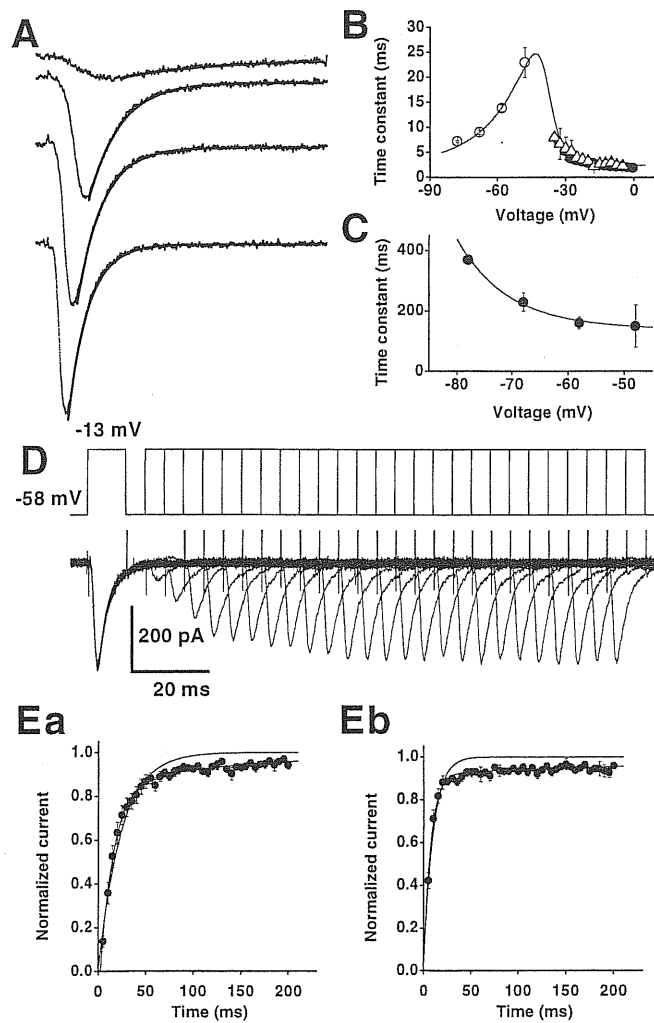 A
-13 mV
B
Time constant (ms)
30
25
20
15
10
5
0
-90 -60 -30 0
Voltage (mV)
C
Time constant (ms)
400
200
0
-80 -70 -60 -50
Voltage (mV)
D
-58 mV
200 pA
20 ms
Ea
Normalized current
1.0
0.8
0.6
0.4
0.2
0.0
0 50 100 150 200
Time (ms)
Eb
Normalized current
1.0
0.8
0.6
0.4
0.2
0.0
0 50 100 150 200
Time (ms)